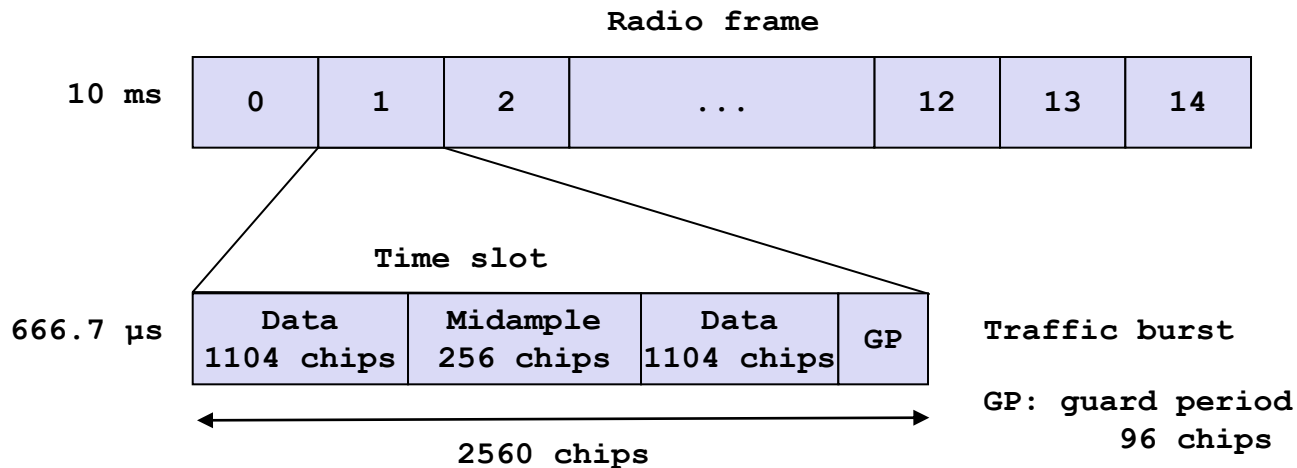 Radio frame
10 ms
0 1 2 ... 12 13 14
Time slot
666.7 µs
Data
1104 chips
Midample
256 chips
Data
1104 chips
GP
Traffic burst
GP: guard period
96 chips
2560 chips